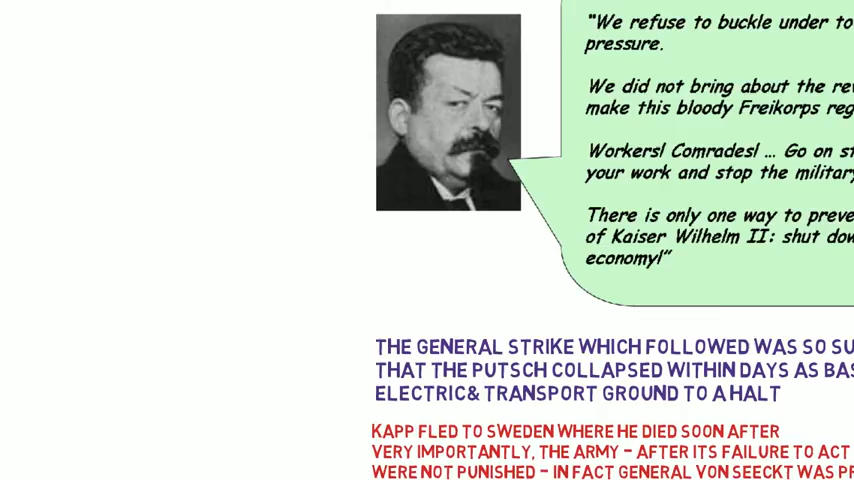 "We refuse to buckle under to
pressure.
We did not bring about the rev
make this bloody Freikorps reg
Workers! Comrades! ... Go on st
your work and stop the military
There is only one way to preve
of Kaiser Wilhelm II: shut dow
economy!"
THE GENERAL STRIKE WHICH FOLLOWED WAS SO SU
THAT THE PUTSCH COLLAPSED WITHIN DAYS AS BAS
ELECTRIC& TRANSPORT GROUND TO A HALT
KAPP FLED TO SWEDEN WHERE HE DIED SOON AFTER
VERY IMPORTANTLY, THE ARMY - AFTER ITS FAILURE TO ACT
WERE NOT PUNISHED - IN FACT GENERAL VON SEECKT WAS PR